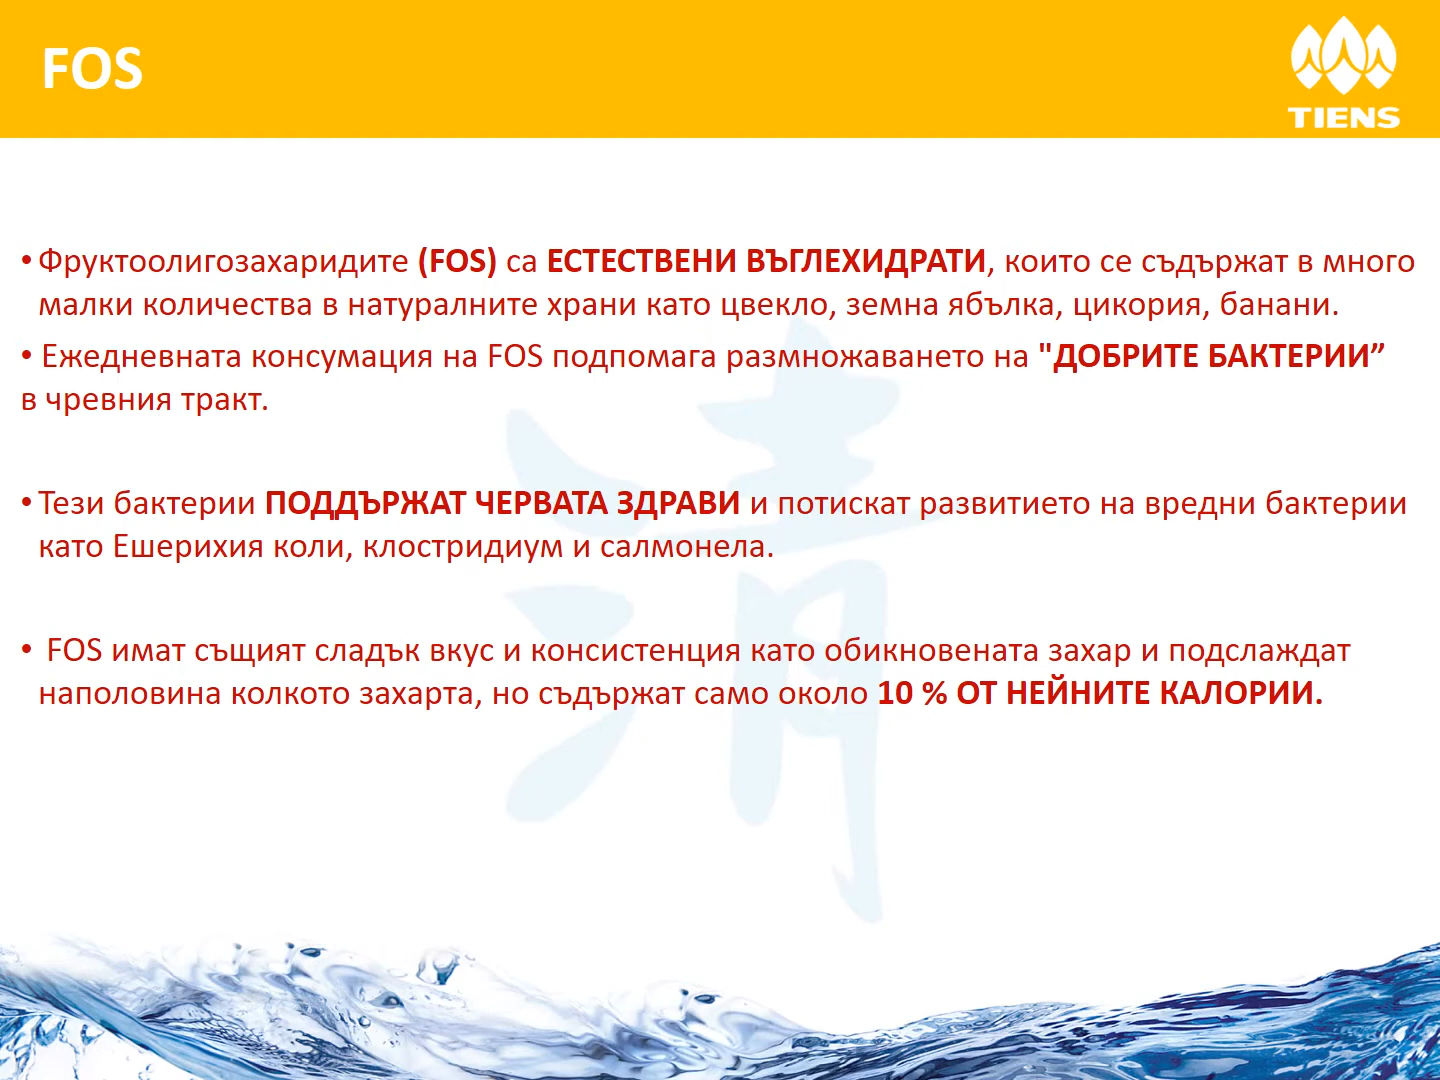 FOS
TIENS
• Фруктоолигозахаридите (FOS) са ЕСТЕСТВЕНИ ВЪГЛЕХИДРАТИ, които се съдържат в много
малки количества в натуралните храни като цвекло, земна ябълка, цикория, банани.
• Ежедневната консумация на FOS подпомага размножаването на "ДОБРИТЕ БАКТЕРИИ”
в чревния тракт.
• Тези бактерии ПОДДЪРЖАТ ЧЕРВАТА ЗДРАВИ и потискат развитието на вредни бактерии
като Ешерихия коли, клостридиум и салмонела.
• FOS имат същият сладък вкус и консистенция като обикновената захар и подслаждат
наполовина колкото захарта, но съдържат само около 10 % ОТ НЕЙНИТЕ КАЛОРИИ.
清